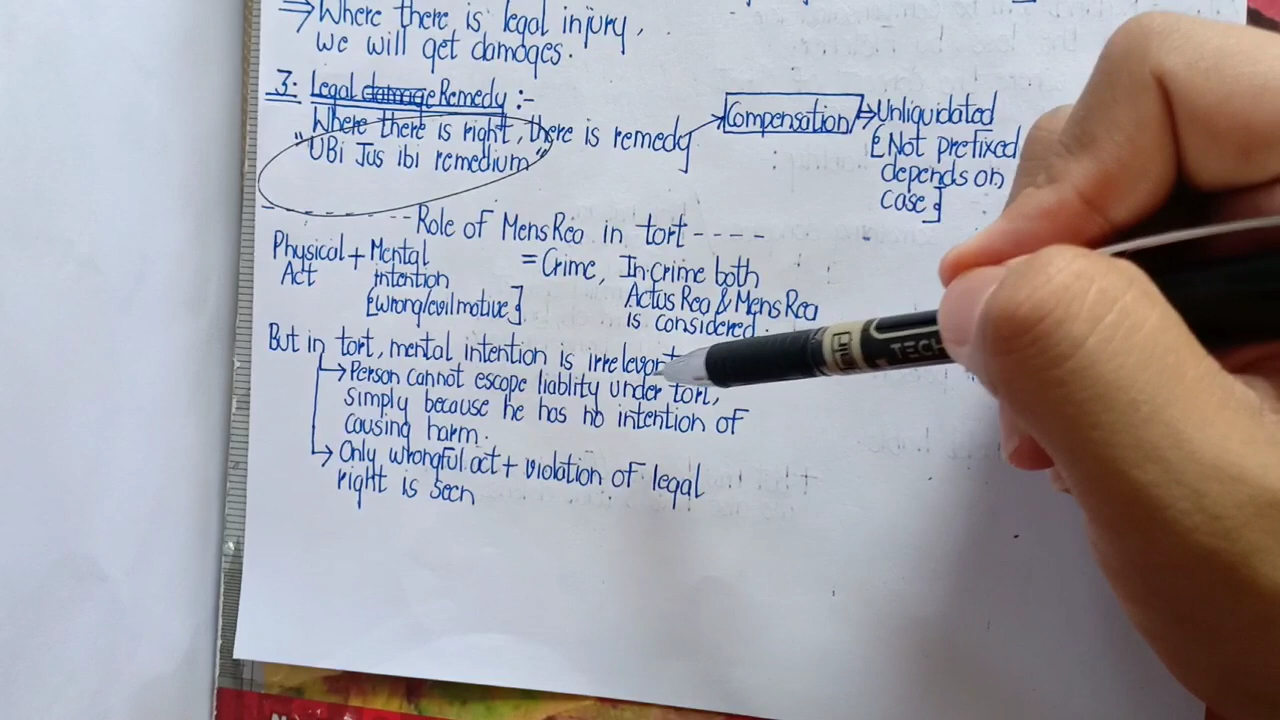 ⇒ Where there is legal injury,
we will get damages.
3: Legal damage Remedy :-
Where there is right, there is remedy → Compensation ⇒ Unliquidated
"UBi Jus ibi remedium"
[Not prefixed
depends on
case]
---- Role of Mens Rea in tort ----
Physical + Mental = Crime, In crime both
Act intention Actus Rea & Mens Rea
[wrong/evil motive] is considered.
But in tort, mental intention is irrelevant
→ Person cannot escape liablity under tort,
simply because he has no intention of
causing harm.
→ Only wrongful act + violation of legal
right is seen
TECH